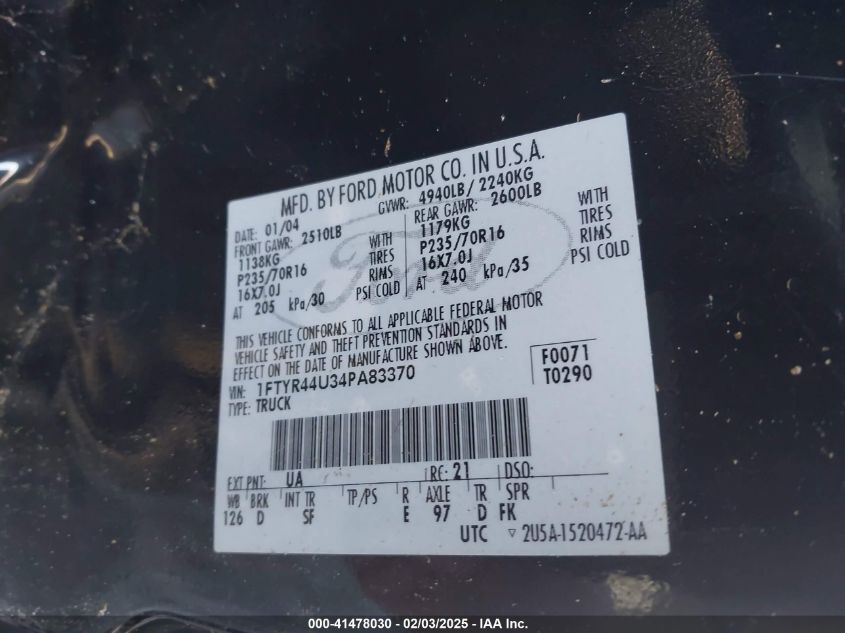 MFD. BY FORD MOTOR CO. IN U.S.A.
DATE: 01/04 GVWR: 4940LB/ 2240KG
FRONT GAWR: 2510LB REAR GAWR: 2600LB
1138KG WITH 1179KG WITH
P235/70R16 TIRES P235/70R16 TIRES
16X7.0J RIMS 16X7.0J RIMS
AT 205 kPa/30 PSI COLD AT 240 kPa/35 PSI COLD
Ford
THIS VEHICLE CONFORMS TO ALL APPLICABLE FEDERAL MOTOR
VEHICLE SAFETY AND THEFT PREVENTION STANDARDS IN
EFFECT ON THE DATE OF MANUFACTURE SHOWN ABOVE.
VIN: 1FTYR44U34PA83370 F0071
TYPE: TRUCK T0290
EXT PNT: UA RC: 21 DSO:
WB BRK INT TR TP/PS R AXLE TR SPR
126 D SF E 97 D FK
UTC ▽ 2U5A-1520472-AA
000-41478030 - 02/03/2025 - IAA Inc.